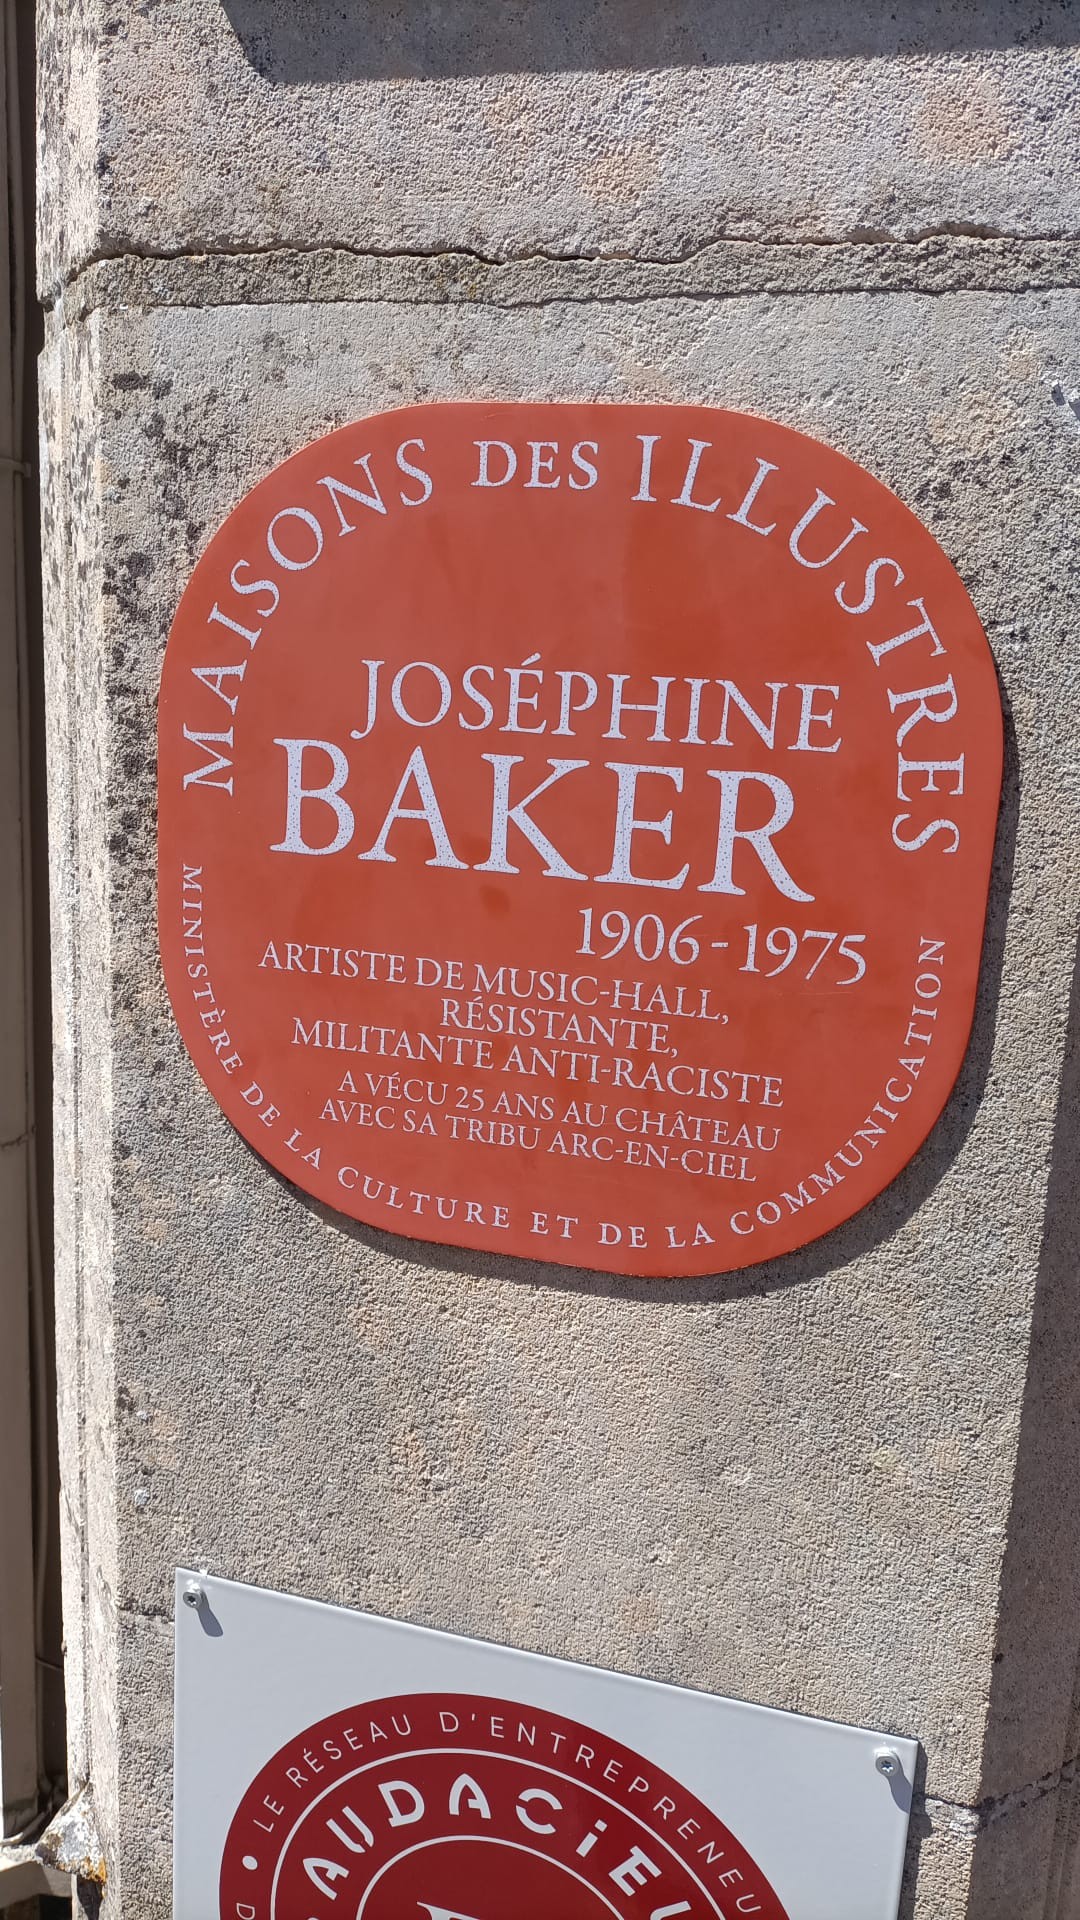 MAISONS DES ILLUSTRES
JOSÉPHINE
BAKER
1906-1975
ARTISTE DE MUSIC-HALL,
RÉSISTANTE,
MILITANTE ANTI-RACISTE
A VÉCU 25 ANS AU CHÂTEAU
AVEC SA TRIBU ARC-EN-CIEL
MINISTÈRE DE LA CULTURE ET DE LA COMMUNICATION
• LE RÉSEAU D'ENTREPRENEU
AUDACIEU